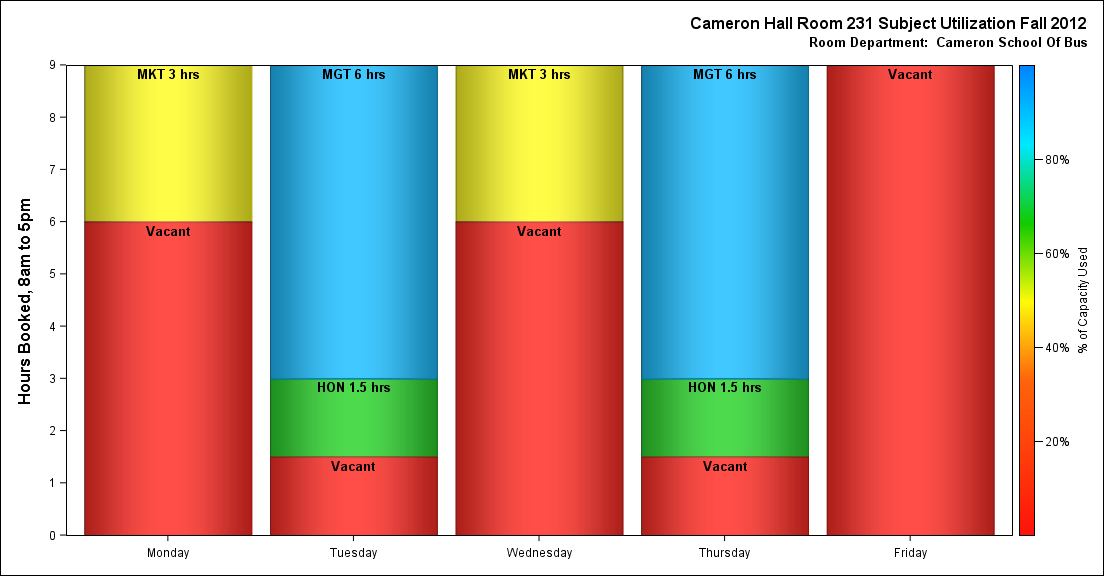 Cameron Hall Room 231 Subject Utilization Fall 2012
Room Department:  Cameron School Of Bus
Hours Booked, 8am to 5pm
9
8
7
6
5
4
3
2
1
0
MKT 3 hrs
Vacant
MGT 6 hrs
HON 1.5 hrs
Vacant
MKT 3 hrs
Vacant
MGT 6 hrs
HON 1.5 hrs
Vacant
Vacant
Monday
Tuesday
Wednesday
Thursday
Friday
80%
60%
40%
20%
% of Capacity Used